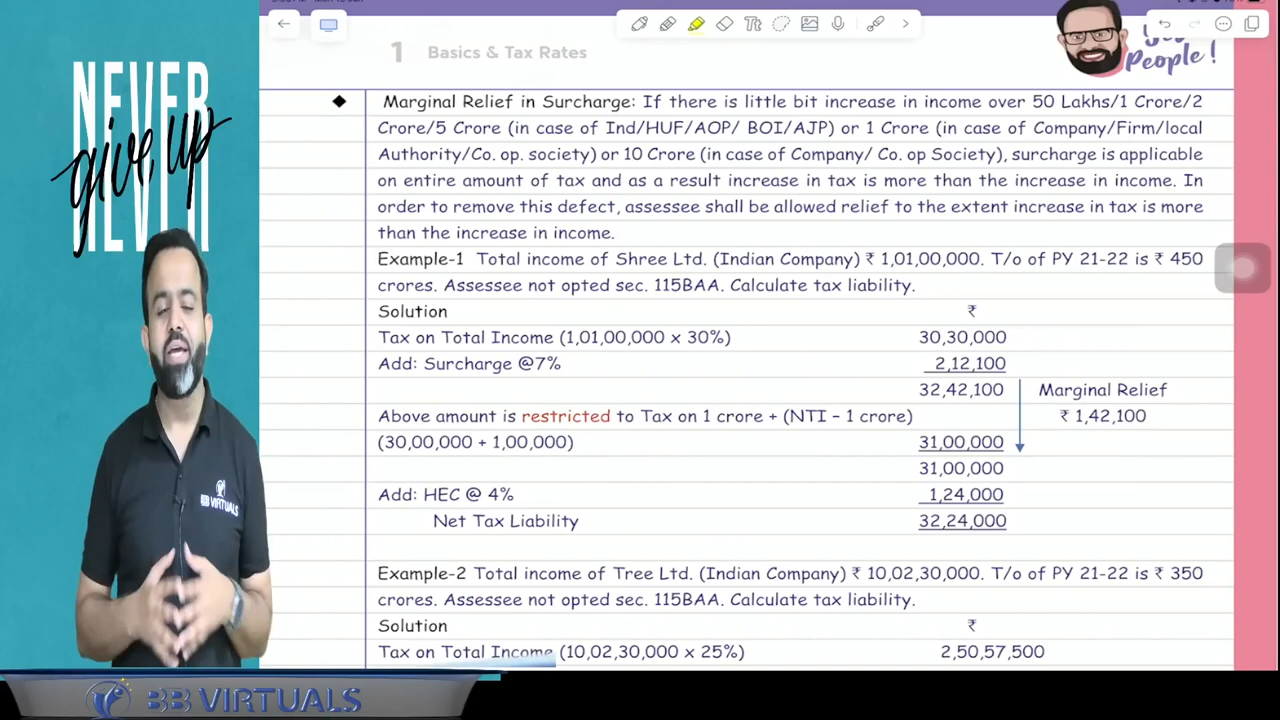 NEVER
give up
NEVER
1 Basics & Tax Rates
People !
◆ Marginal Relief in Surcharge: If there is little bit increase in income over 50 Lakhs/1 Crore/2
Crore/5 Crore (in case of Ind/HUF/AOP/ BOI/AJP) or 1 Crore (in case of Company/Firm/local
Authority/Co. op. society) or 10 Crore (in case of Company/ Co. op Society), surcharge is applicable
on entire amount of tax and as a result increase in tax is more than the increase in income. In
order to remove this defect, assessee shall be allowed relief to the extent increase in tax is more
than the increase in income.
Example-1 Total income of Shree Ltd. (Indian Company) ₹ 1,01,00,000. T/o of PY 21-22 is ₹ 450
crores. Assessee not opted sec. 115BAA. Calculate tax liability.
Solution ₹
Tax on Total Income (1,01,00,000 x 30%) 30,30,000
Add: Surcharge @7% 2,12,100
32,42,100 Marginal Relief
Above amount is restricted to Tax on 1 crore + (NTI – 1 crore) ₹ 1,42,100
(30,00,000 + 1,00,000) 31,00,000
31,00,000
Add: HEC @ 4% 1,24,000
Net Tax Liability 32,24,000
Example-2 Total income of Tree Ltd. (Indian Company) ₹ 10,02,30,000. T/o of PY 21-22 is ₹ 350
crores. Assessee not opted sec. 115BAA. Calculate tax liability.
Solution ₹
Tax on Total Income (10,02,30,000 x 25%) 2,50,57,500
BB VIRTUALS
BB VIRTUALS